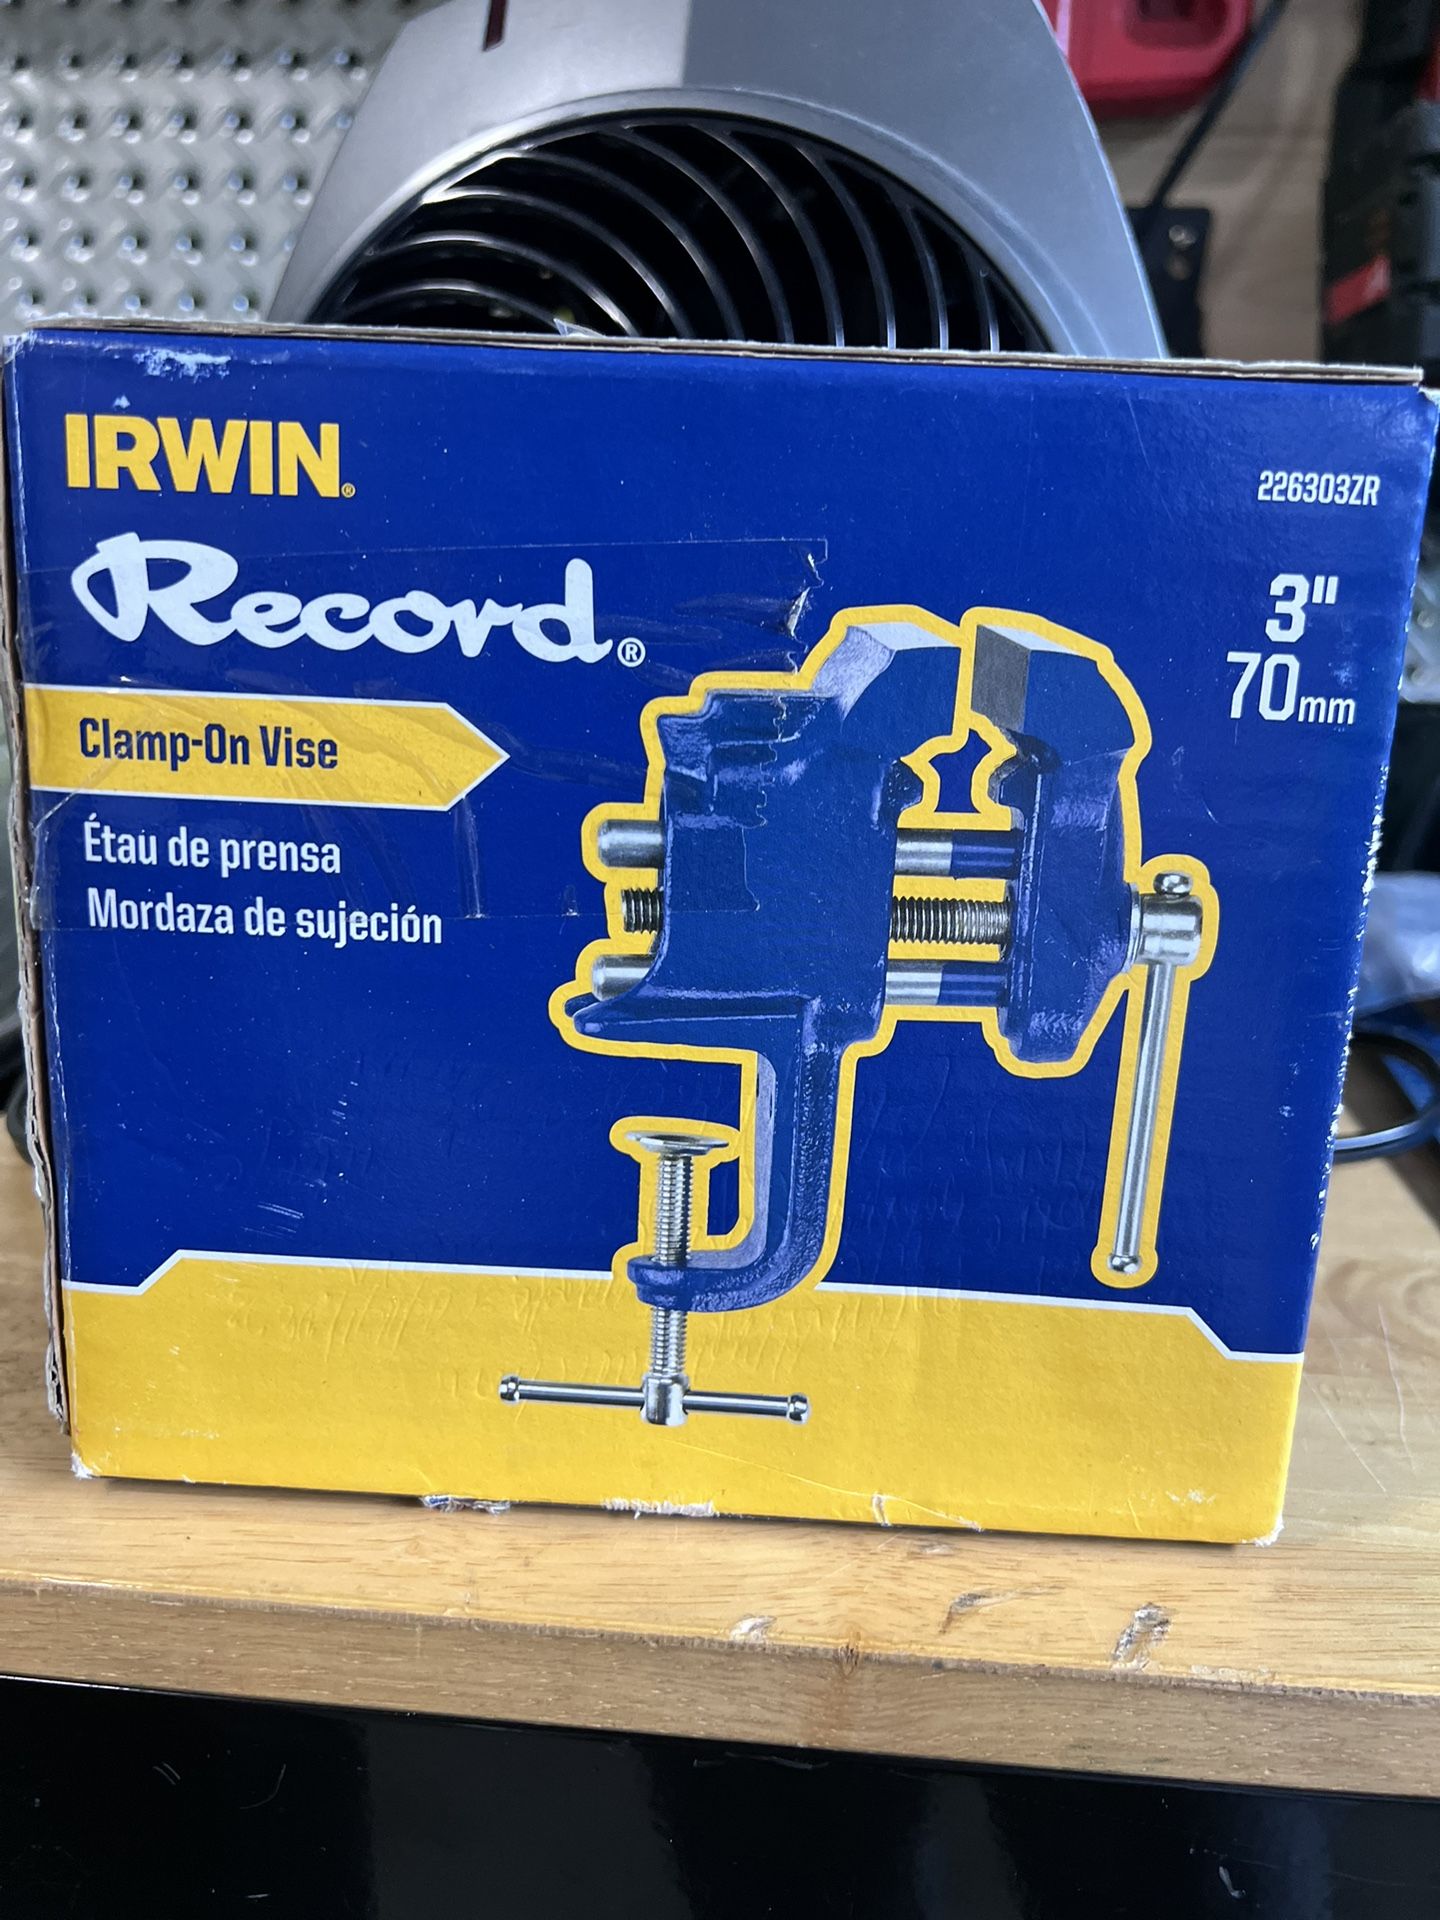 IRWIN®
226303ZR
Record®
3"
70mm
Clamp-On Vise
Étau de prensa
Mordaza de sujeción